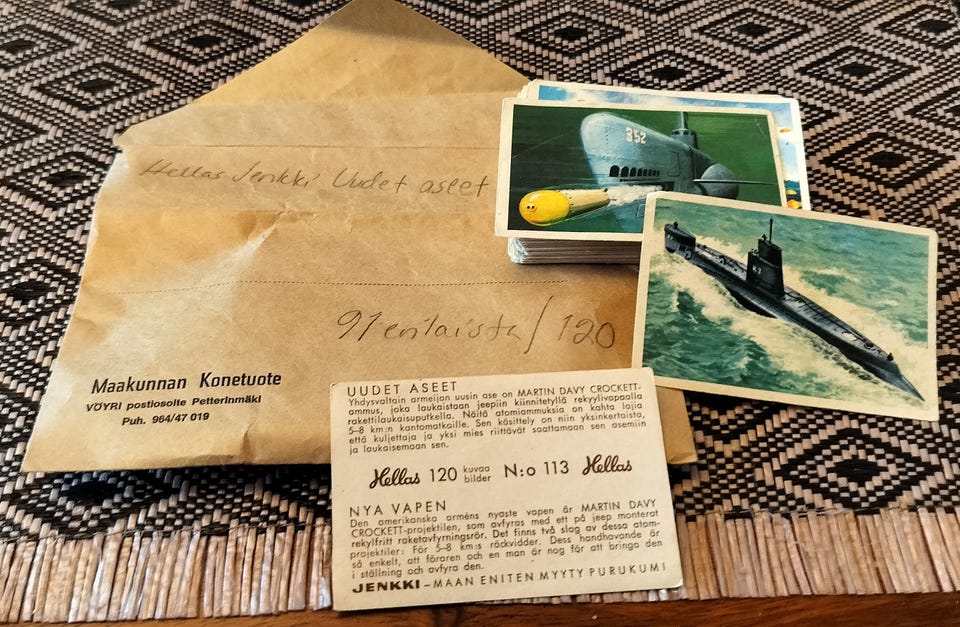 Hellas Jenkki Uudet aseet
91 erilaista / 120
Maakunnan Konetuote
VÖYRI postiosoite Petterinmäki
Puh. 964/47 019
352
UUDET ASEET
Yhdysvaltain armeijan uusin ase on MARTIN DAVY CROCKETT-
ammus, joka laukaistaan jeepiin kiinnitetyllä rekyylivapaalla
rakettilaukaisuputkella. Näitä atomiammuksia on kahta lajia
5–8 km:n kantomatkoille. Sen käsittely on niin yksinkertaista,
että kuljettaja ja yksi mies riittävät saattamaan sen asemiin
ja laukaisemaan sen.
Hellas 120 kuvaa bilder N:o 113 Hellas
NYA VAPEN
Den amerikanska arméns nyaste vapen är MARTIN DAVY
CROCKETT-projektilen, som avfyras med ett på jeep monterat
rekylfritt raketavfyrningsrör. Det finns två slag av dessa atom-
projektiler: För 5–8 km:s räckvidder. Dess handhavande är
så enkelt, att föraren och en man är nog för att bringa den
i ställning och avfyra den.
JENKKI – MAAN ENITEN MYYTY PURUKUMI